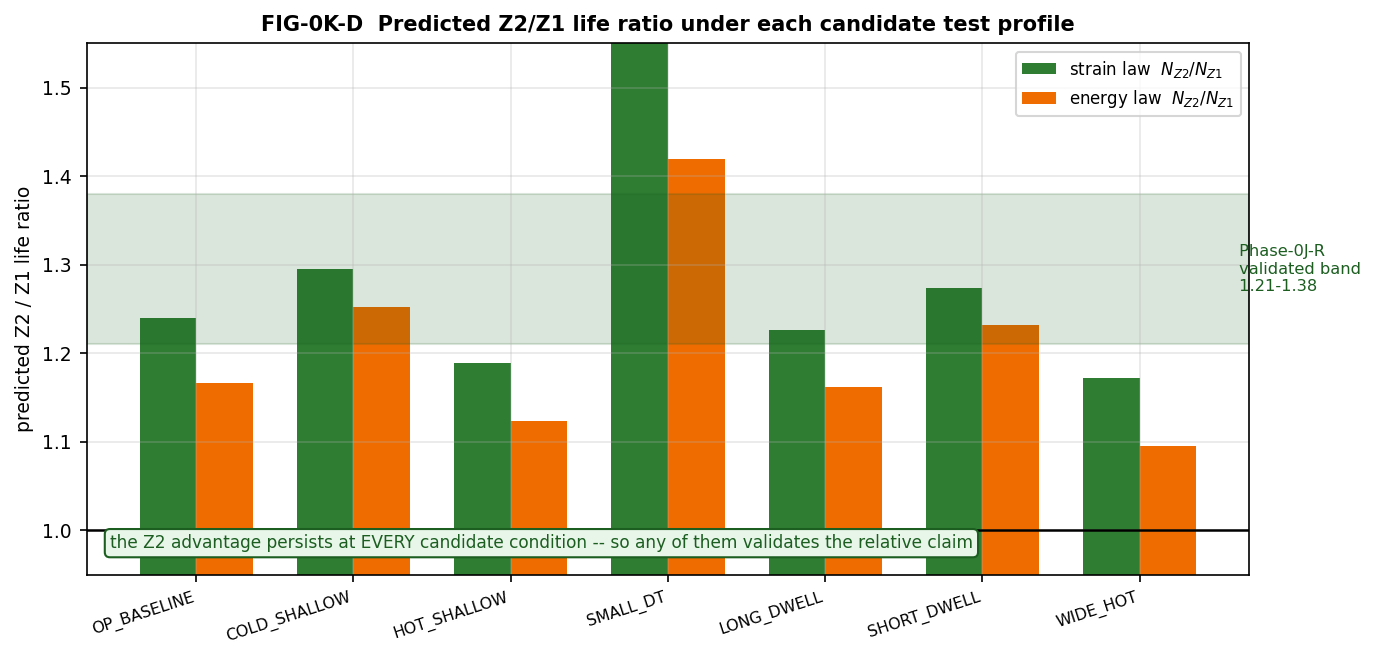 FIG-0K-D  Predicted Z2/Z1 life ratio under each candidate test profile
predicted Z2 / Z1 life ratio
1.5
1.4
1.3
1.2
1.1
1.0
strain law N_Z2/N_Z1
energy law N_Z2/N_Z1
Phase-0J-R
validated band
1.21-1.38
the Z2 advantage persists at EVERY candidate condition -- so any of them validates the relative claim
OP_BASELINE
COLD_SHALLOW
HOT_SHALLOW
SMALL_DT
LONG_DWELL
SHORT_DWELL
WIDE_HOT